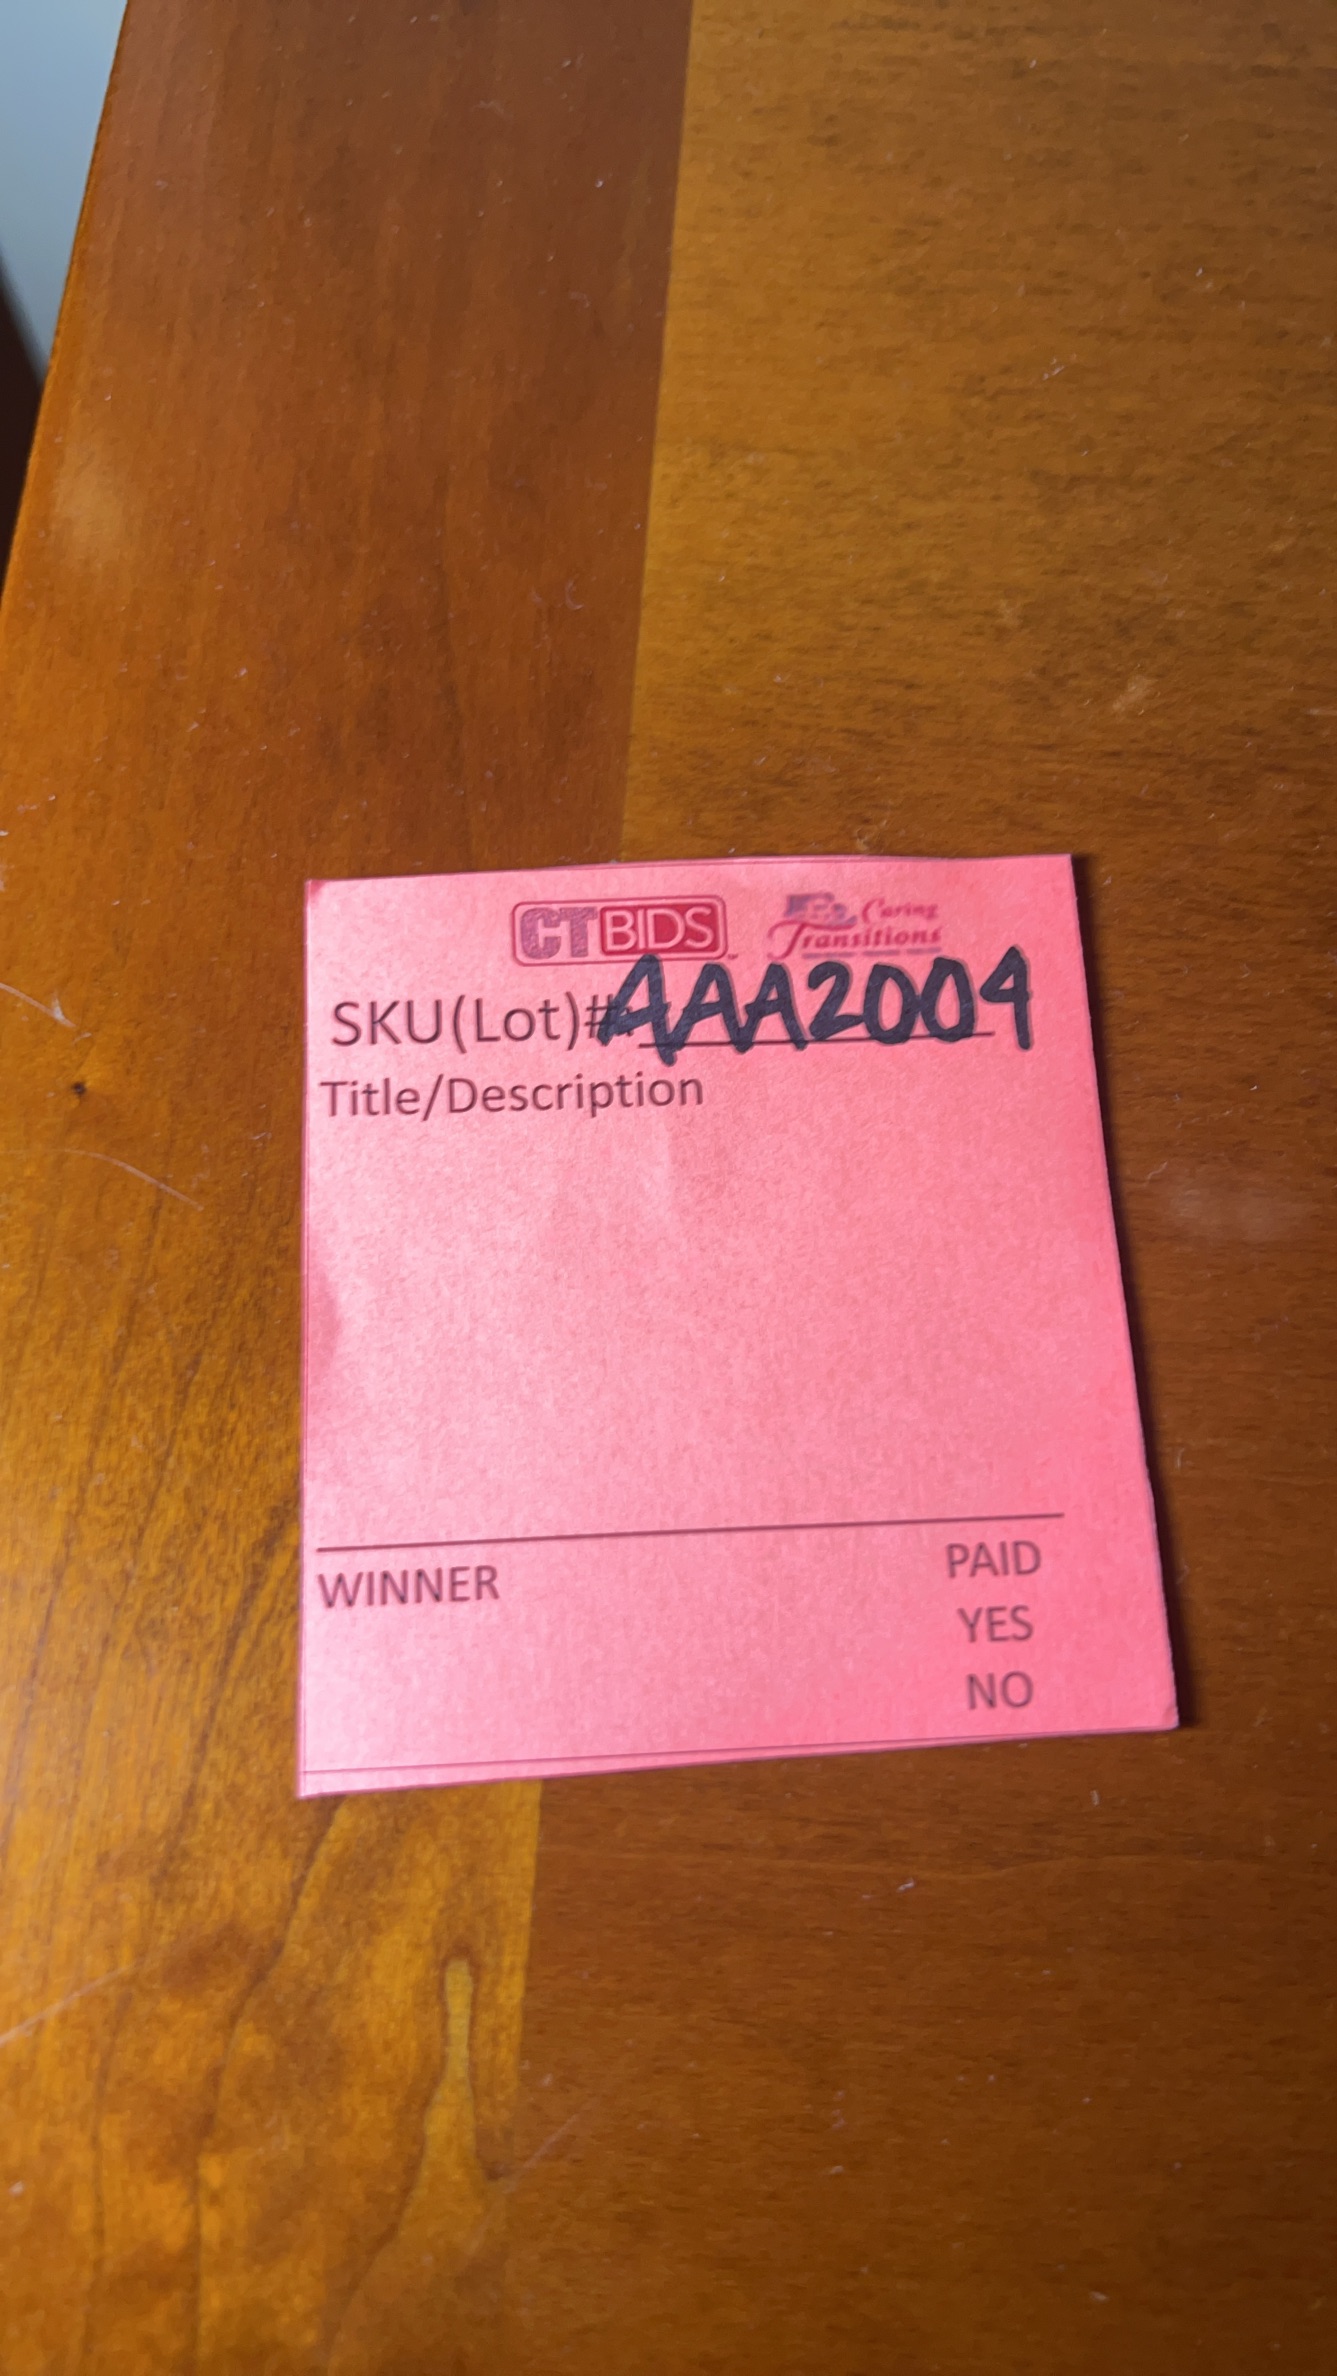 CTBIDS
Caring
Transitions
SKU(Lot)#: AAA2004
Title/Description
WINNER
PAID
YES
NO